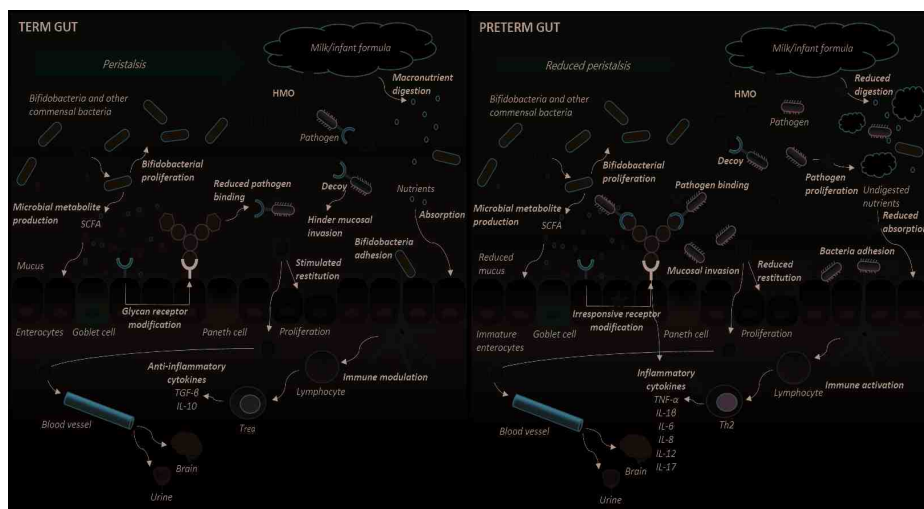 TERM GUT
Milk/infant formula
Peristalsis
Macronutrient
digestion
HMO
Bifidobacteria and other
commensal bacteria
Pathogen
Bifidobacterial
proliferation
Reduced pathogen
binding
Decoy
Nutrients
Microbial metabolite
production
SCFA
Hinder mucosal
invasion
Absorption
Bifidobacteria
adhesion
Mucus
Stimulated
restitution
Glycan receptor
modification
Enterocytes
Goblet cell
Paneth cell
Proliferation
Anti-inflammatory
cytokines
TGF-β
IL-10
Lymphocyte
Immune modulation
Treg
Blood vessel
Brain
Urine
PRETERM GUT
Milk/infant formula
Reduced peristalsis
Reduced
digestion
HMO
Bifidobacteria and other
commensal bacteria
Pathogen
Bifidobacterial
proliferation
Decoy
Pathogen binding
Pathogen
proliferation
Undigested
nutrients
Microbial metabolite
production
SCFA
Reduced
absorption
Reduced
mucus
Mucosal invasion
Bacteria adhesion
Reduced
restitution
Irresponsive receptor
modification
Immature
enterocytes
Goblet cell
Paneth cell
Proliferation
Inflammatory
cytokines
TNF-α
IL-1β
IL-6
IL-8
IL-12
IL-17
Lymphocyte
Immune activation
Th2
Blood vessel
Brain
Urine